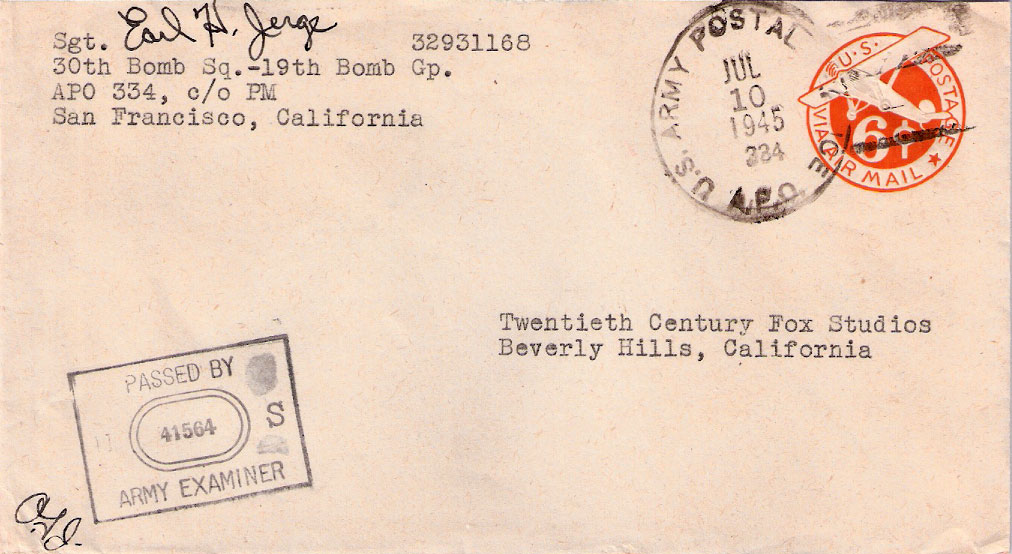 Sgt. Earl H. Jerge 32931168
30th Bomb Sq.-19th Bomb Gp.
APO 334, c/o PM
San Francisco, California
U.S. ARMY POSTAL
JUL
10
1945
334
A.P.O.
U.S. POSTAGE
6¢
VIA AIR MAIL
Twentieth Century Fox Studios
Beverly Hills, California
PASSED BY
41564
S
ARMY EXAMINER